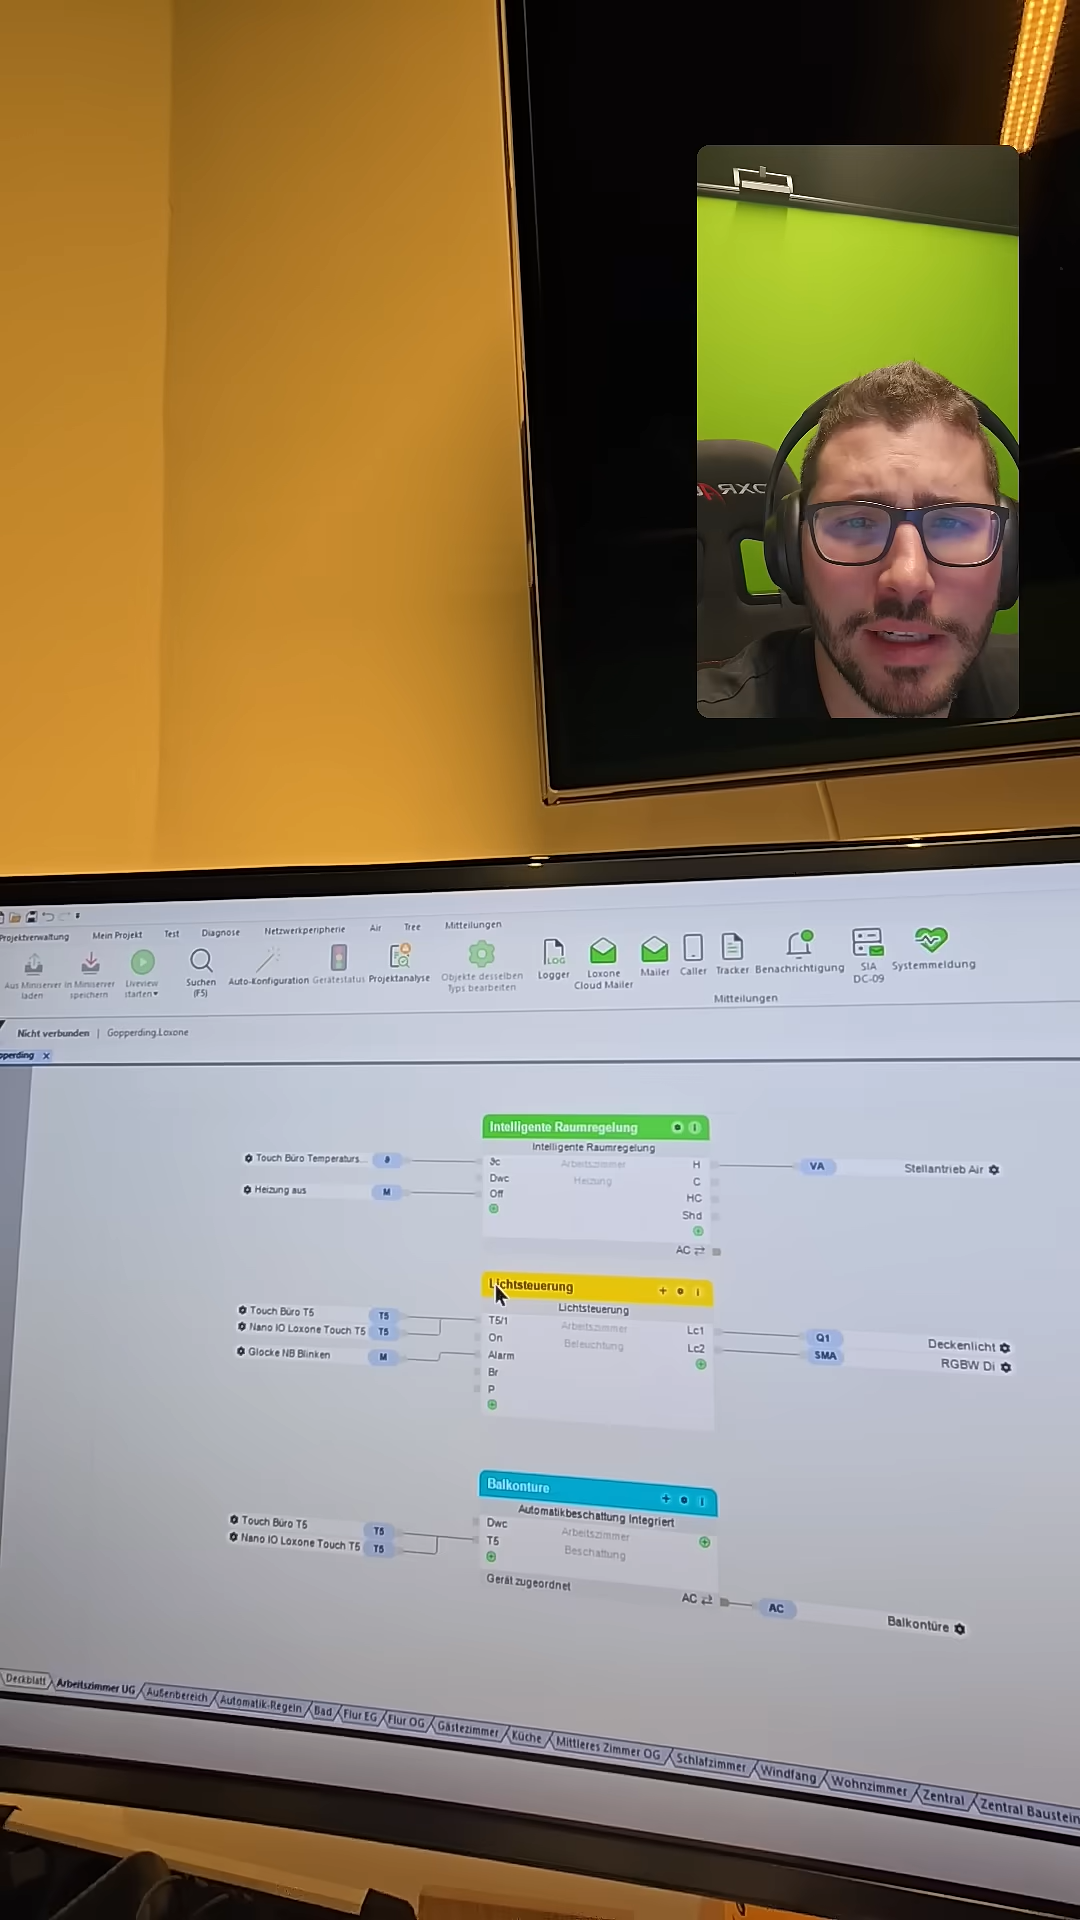 DXR
Projektverwaltung Mein Projekt Test Diagnose Netzwerkperipherie Air Tree Mitteilungen
Aus Miniserver laden
in Miniserver speichern
Liveview starten
Suchen (F5)
Auto-Konfiguration
Gerätestatus
Projektanalyse
Objekte desselben Typs bearbeiten
LOG
Logger
Loxone Cloud Mailer
Mailer
Caller
Tracker
Benachrichtigung
SIA DC-09
Systemmeldung
Mitteilungen
Nicht verbunden | Gopperding.Loxone
pperding x
Intelligente Raumregelung
Intelligente Raumregelung
Touch Büro Temperaturs...
ϑ
ϑc
Arbeitszimmer
H
VA
Stellantrieb Air
Dwc
Heizung
C
Heizung aus
M
Off
HC
Shd
AC
Lichtsteuerung
Lichtsteuerung
Touch Büro T5
T5
T5/1
Arbeitszimmer
Lc1
Q1
Deckenlicht
Nano IO Loxone Touch T5
T5
On
Beleuchtung
Lc2
SMA
RGBW Di
Glocke NB Blinken
M
Alarm
Br
P
Balkonture
Automatikbeschattung Integriert
Touch Büro T5
T5
Dwc
Arbeitszimmer
Nano IO Loxone Touch T5
T5
T5
Beschattung
Gerät zugeordnet
AC
AC
Balkontüre
Deckblatt Arbeitszimmer UG Außenbereich Automatik-Regeln Bad Flur EG Flur OG Gästezimmer Küche Mittleres Zimmer OG Schlafzimmer Windfang Wohnzimmer Zentral Zentral Baustein